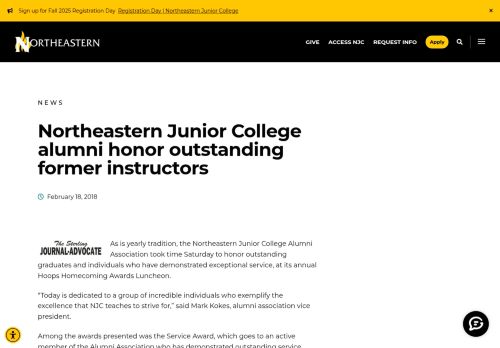 Sign up for Fall 2025 Registration Day Registration Day | Northeastern Junior College ×
NORTHEASTERN GIVE ACCESS NJC REQUEST INFO Apply
NEWS
Northeastern Junior College
alumni honor outstanding
former instructors
February 18, 2018
The Sterling
JOURNAL-ADVOCATE
As is yearly tradition, the Northeastern Junior College Alumni
Association took time Saturday to honor outstanding
graduates and individuals who have demonstrated exceptional service, at its annual
Hoops Homecoming Awards Luncheon.
“Today is dedicated to a group of incredible individuals who exemplify the
excellence that NJC teaches to strive for,” said Mark Kokes, alumni association vice
president.
Among the awards presented was the Service Award, which goes to an active
member of the Alumni Association who has demonstrated outstanding service